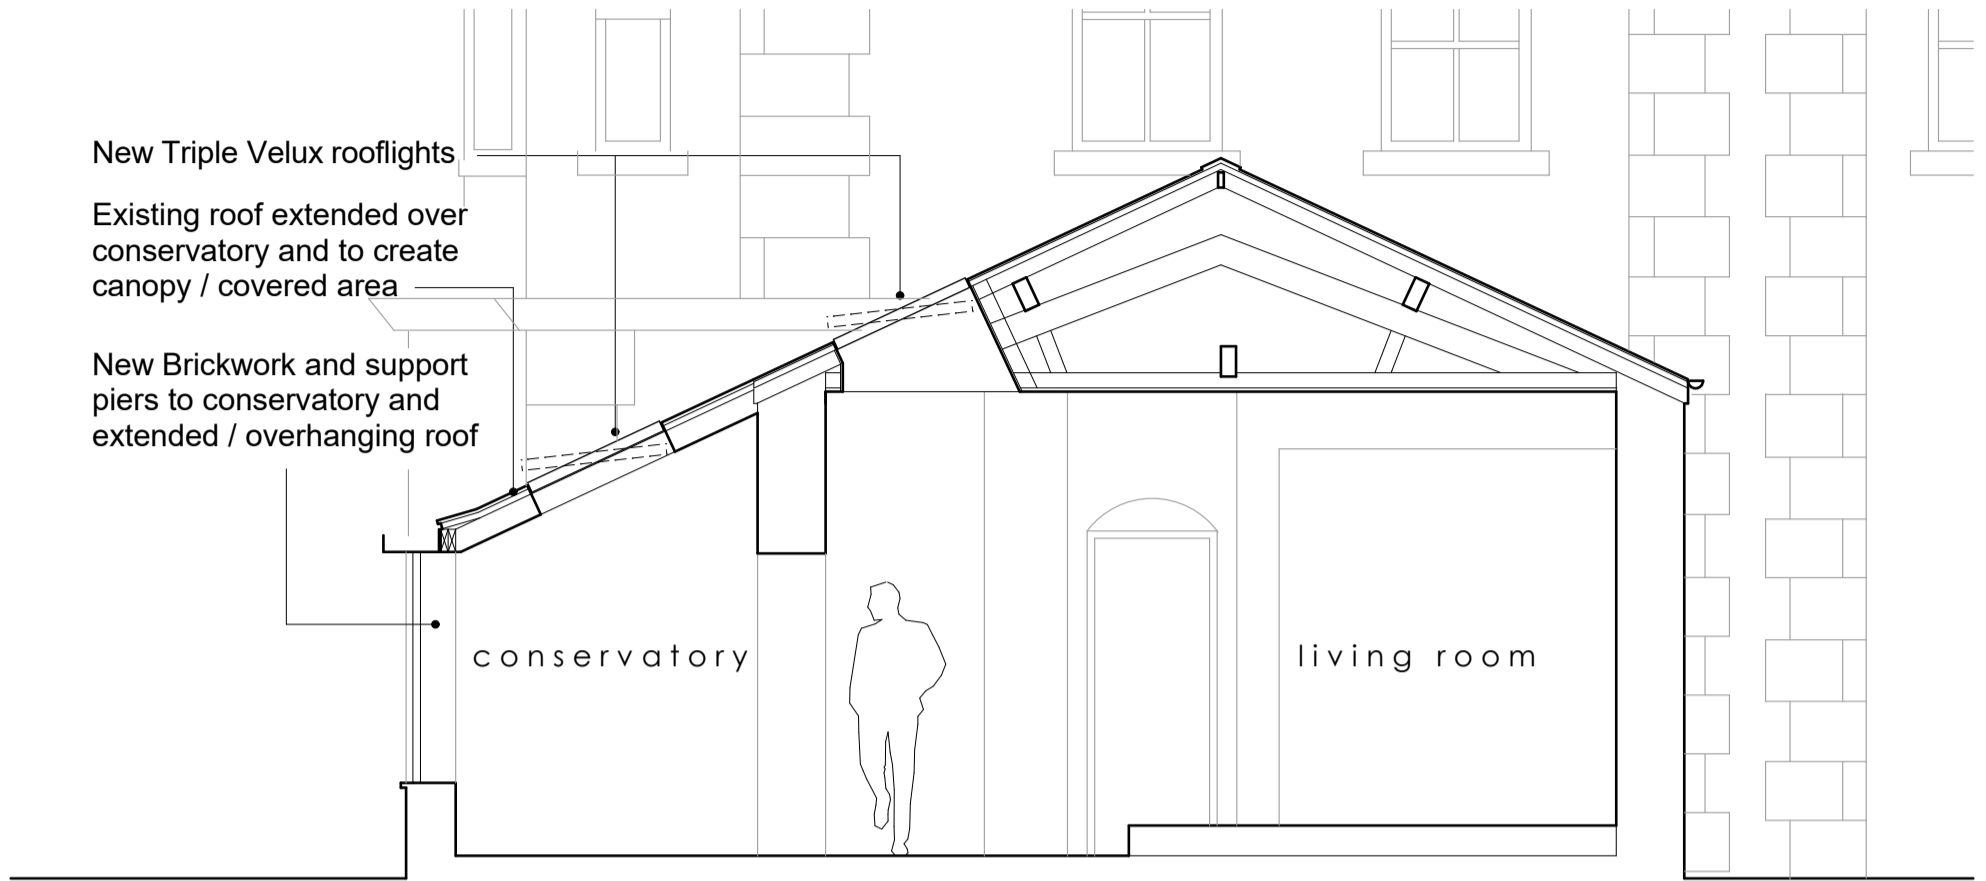 New Triple Velux rooflights
Existing roof extended over
conservatory and to create
canopy / covered area
New Brickwork and support
piers to conservatory and
extended / overhanging roof
conservatory
living room